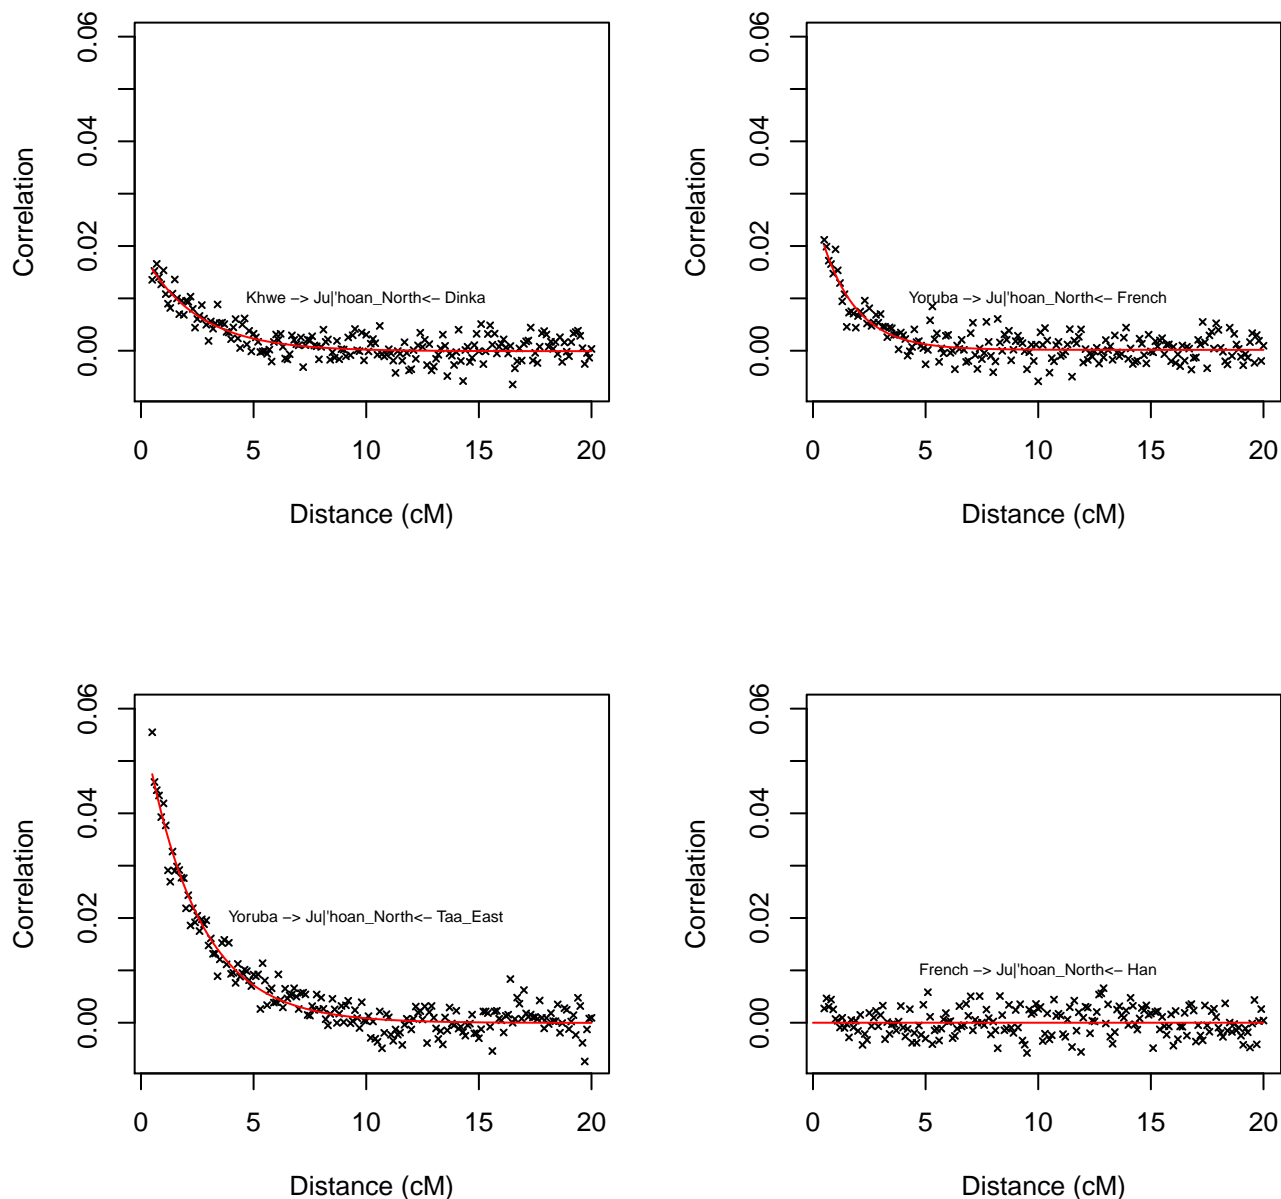 0.06
0.04
0.02
0.00
Correlation
Khwe −> Ju|'hoan_North<− Dinka
0 5 10 15 20
Distance (cM)
0.06
0.04
0.02
0.00
Correlation
Yoruba −> Ju|'hoan_North<− French
0 5 10 15 20
Distance (cM)
0.06
0.04
0.02
0.00
Correlation
Yoruba −> Ju|'hoan_North<− Taa_East
0 5 10 15 20
Distance (cM)
0.06
0.04
0.02
0.00
Correlation
French −> Ju|'hoan_North<− Han
0 5 10 15 20
Distance (cM)